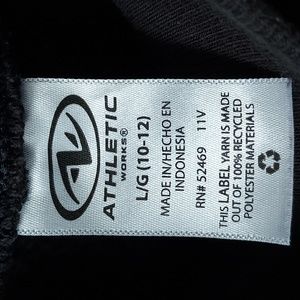 ATHLETIC
WORKS®
L/G (10-12)
MADE IN/HECHO EN
INDONESIA
RN# 52469 11V
THIS LABEL YARN IS MADE
OUT OF 100% RECYCLED
POLYESTER MATERIALS